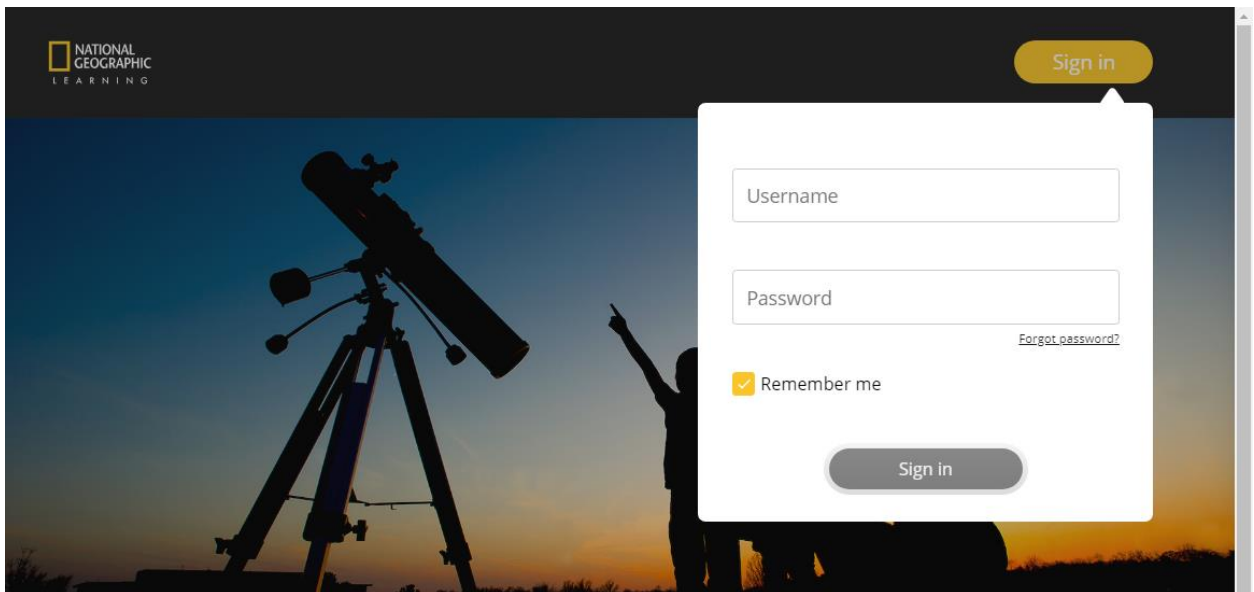 NATIONAL
GEOGRAPHIC
LEARNING
Sign in
Username
Password
Forgot password?
Remember me
Sign in